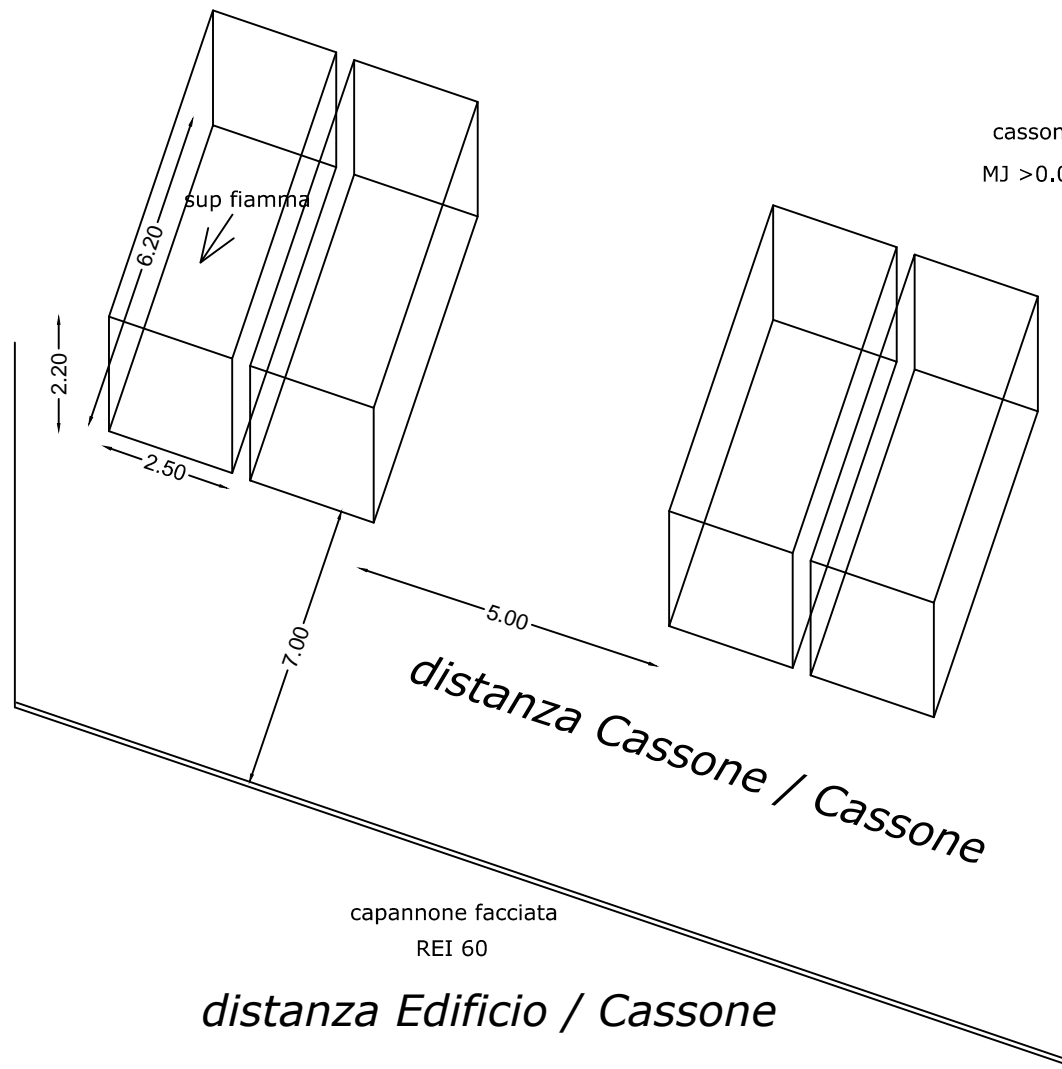 casson
MJ >0.0
sup fiamma
6.20
2.20
2.50
5.00
7.00
distanza Cassone / Cassone
capannone facciata
REI 60
distanza Edificio / Cassone